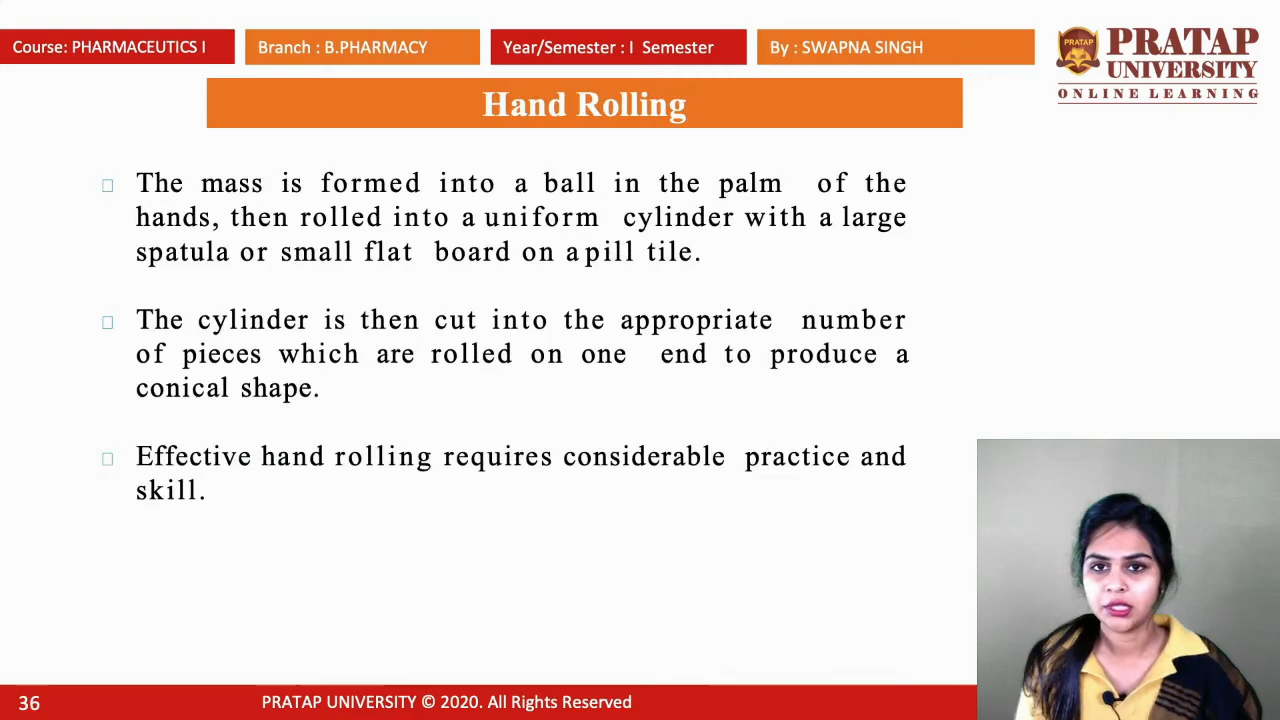 Course: PHARMACEUTICS I
Branch : B.PHARMACY
Year/Semester : I Semester
By : SWAPNA SINGH
PRATAP
PRATAP
UNIVERSITY
ONLINE LEARNING
Hand Rolling
The mass is formed into a ball in the palm of the
hands, then rolled into a uniform cylinder with a large
spatula or small flat board on a pill tile.
The cylinder is then cut into the appropriate number
of pieces which are rolled on one end to produce a
conical shape.
Effective hand rolling requires considerable practice and
skill.
36
PRATAP UNIVERSITY © 2020. All Rights Reserved